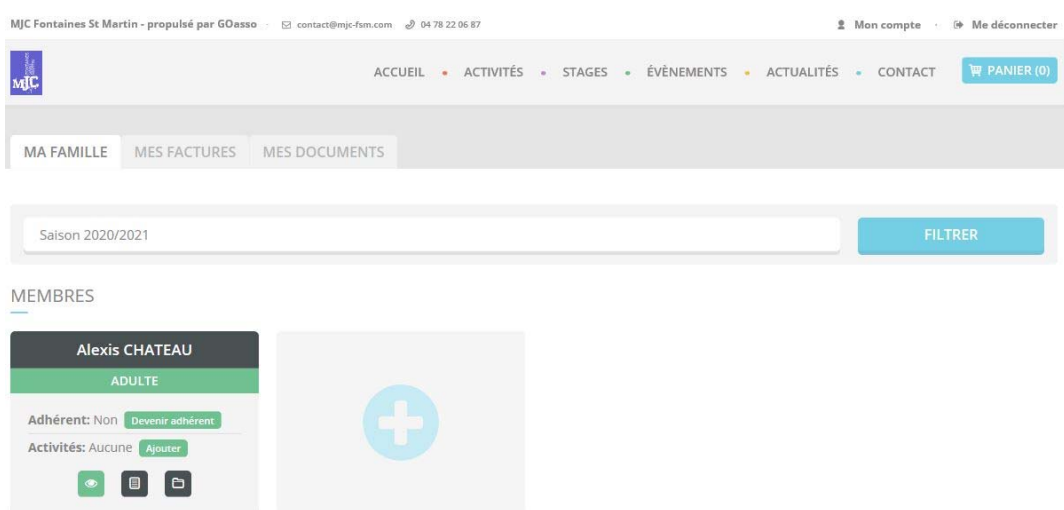 MJC Fontaines St Martin - propulsé par GOasso · contact@mjc-fsm.com 04 78 22 06 87 Mon compte · Me déconnecter
MJC ACCUEIL • ACTIVITÉS • STAGES • ÉVÈNEMENTS • ACTUALITÉS • CONTACT PANIER (0)
MA FAMILLE MES FACTURES MES DOCUMENTS
Saison 2020/2021 FILTRER
MEMBRES
Alexis CHATEAU
ADULTE
Adhérent: Non Devenir adhérent
Activités: Aucune Ajouter